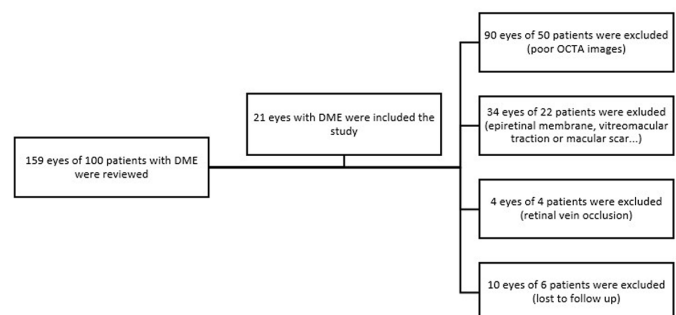 159 eyes of 100 patients with DME
were reviewed
21 eyes with DME were included the
study
90 eyes of 50 patients were excluded
(poor OCTA images)
34 eyes of 22 patients were exluded
(epiretinal membrane, vitreomacular
traction or macular scar...)
4 eyes of 4 patients were excluded
(retinal vein occlusion)
10 eyes of 6 patients were excluded
(lost to follow up)